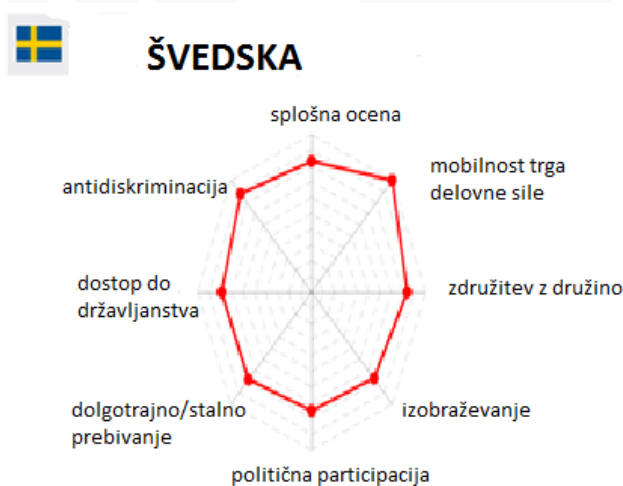 ŠVEDSKA
splošna ocena
mobilnost trga
delovne sile
združitev z družino
izobraževanje
politična participacija
dolgotrajno/stalno
prebivanje
dostop do
državljanstva
antidiskriminacija